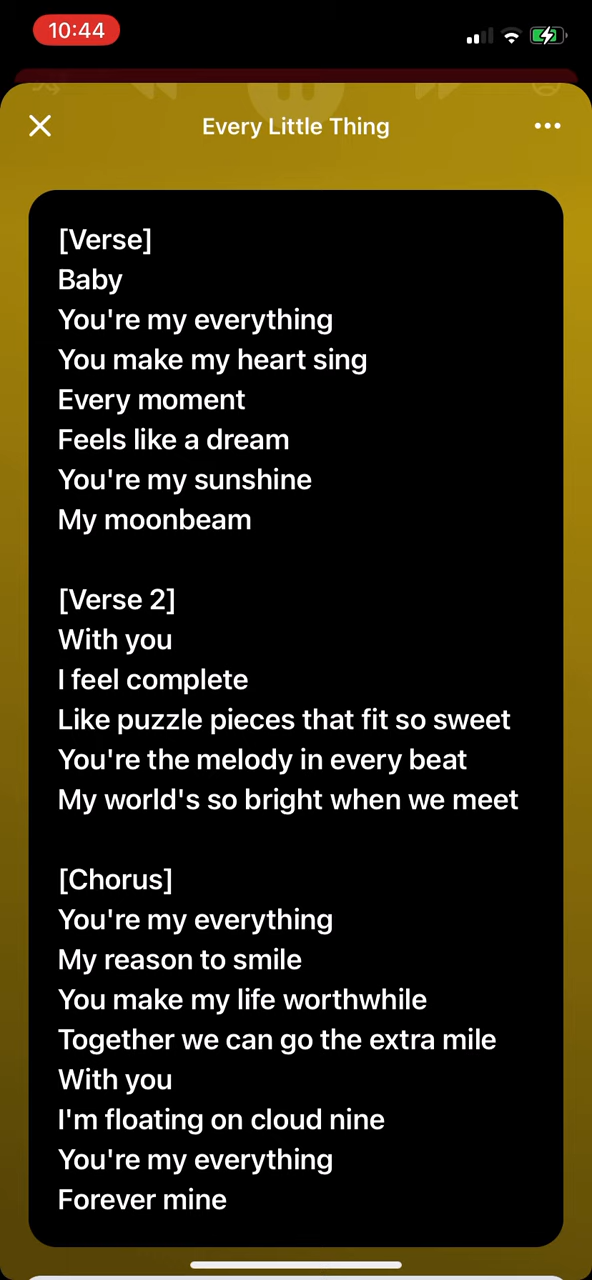 10:44
Every Little Thing
[Verse]
Baby
You're my everything
You make my heart sing
Every moment
Feels like a dream
You're my sunshine
My moonbeam
[Verse 2]
With you
I feel complete
Like puzzle pieces that fit so sweet
You're the melody in every beat
My world's so bright when we meet
[Chorus]
You're my everything
My reason to smile
You make my life worthwhile
Together we can go the extra mile
With you
I'm floating on cloud nine
You're my everything
Forever mine